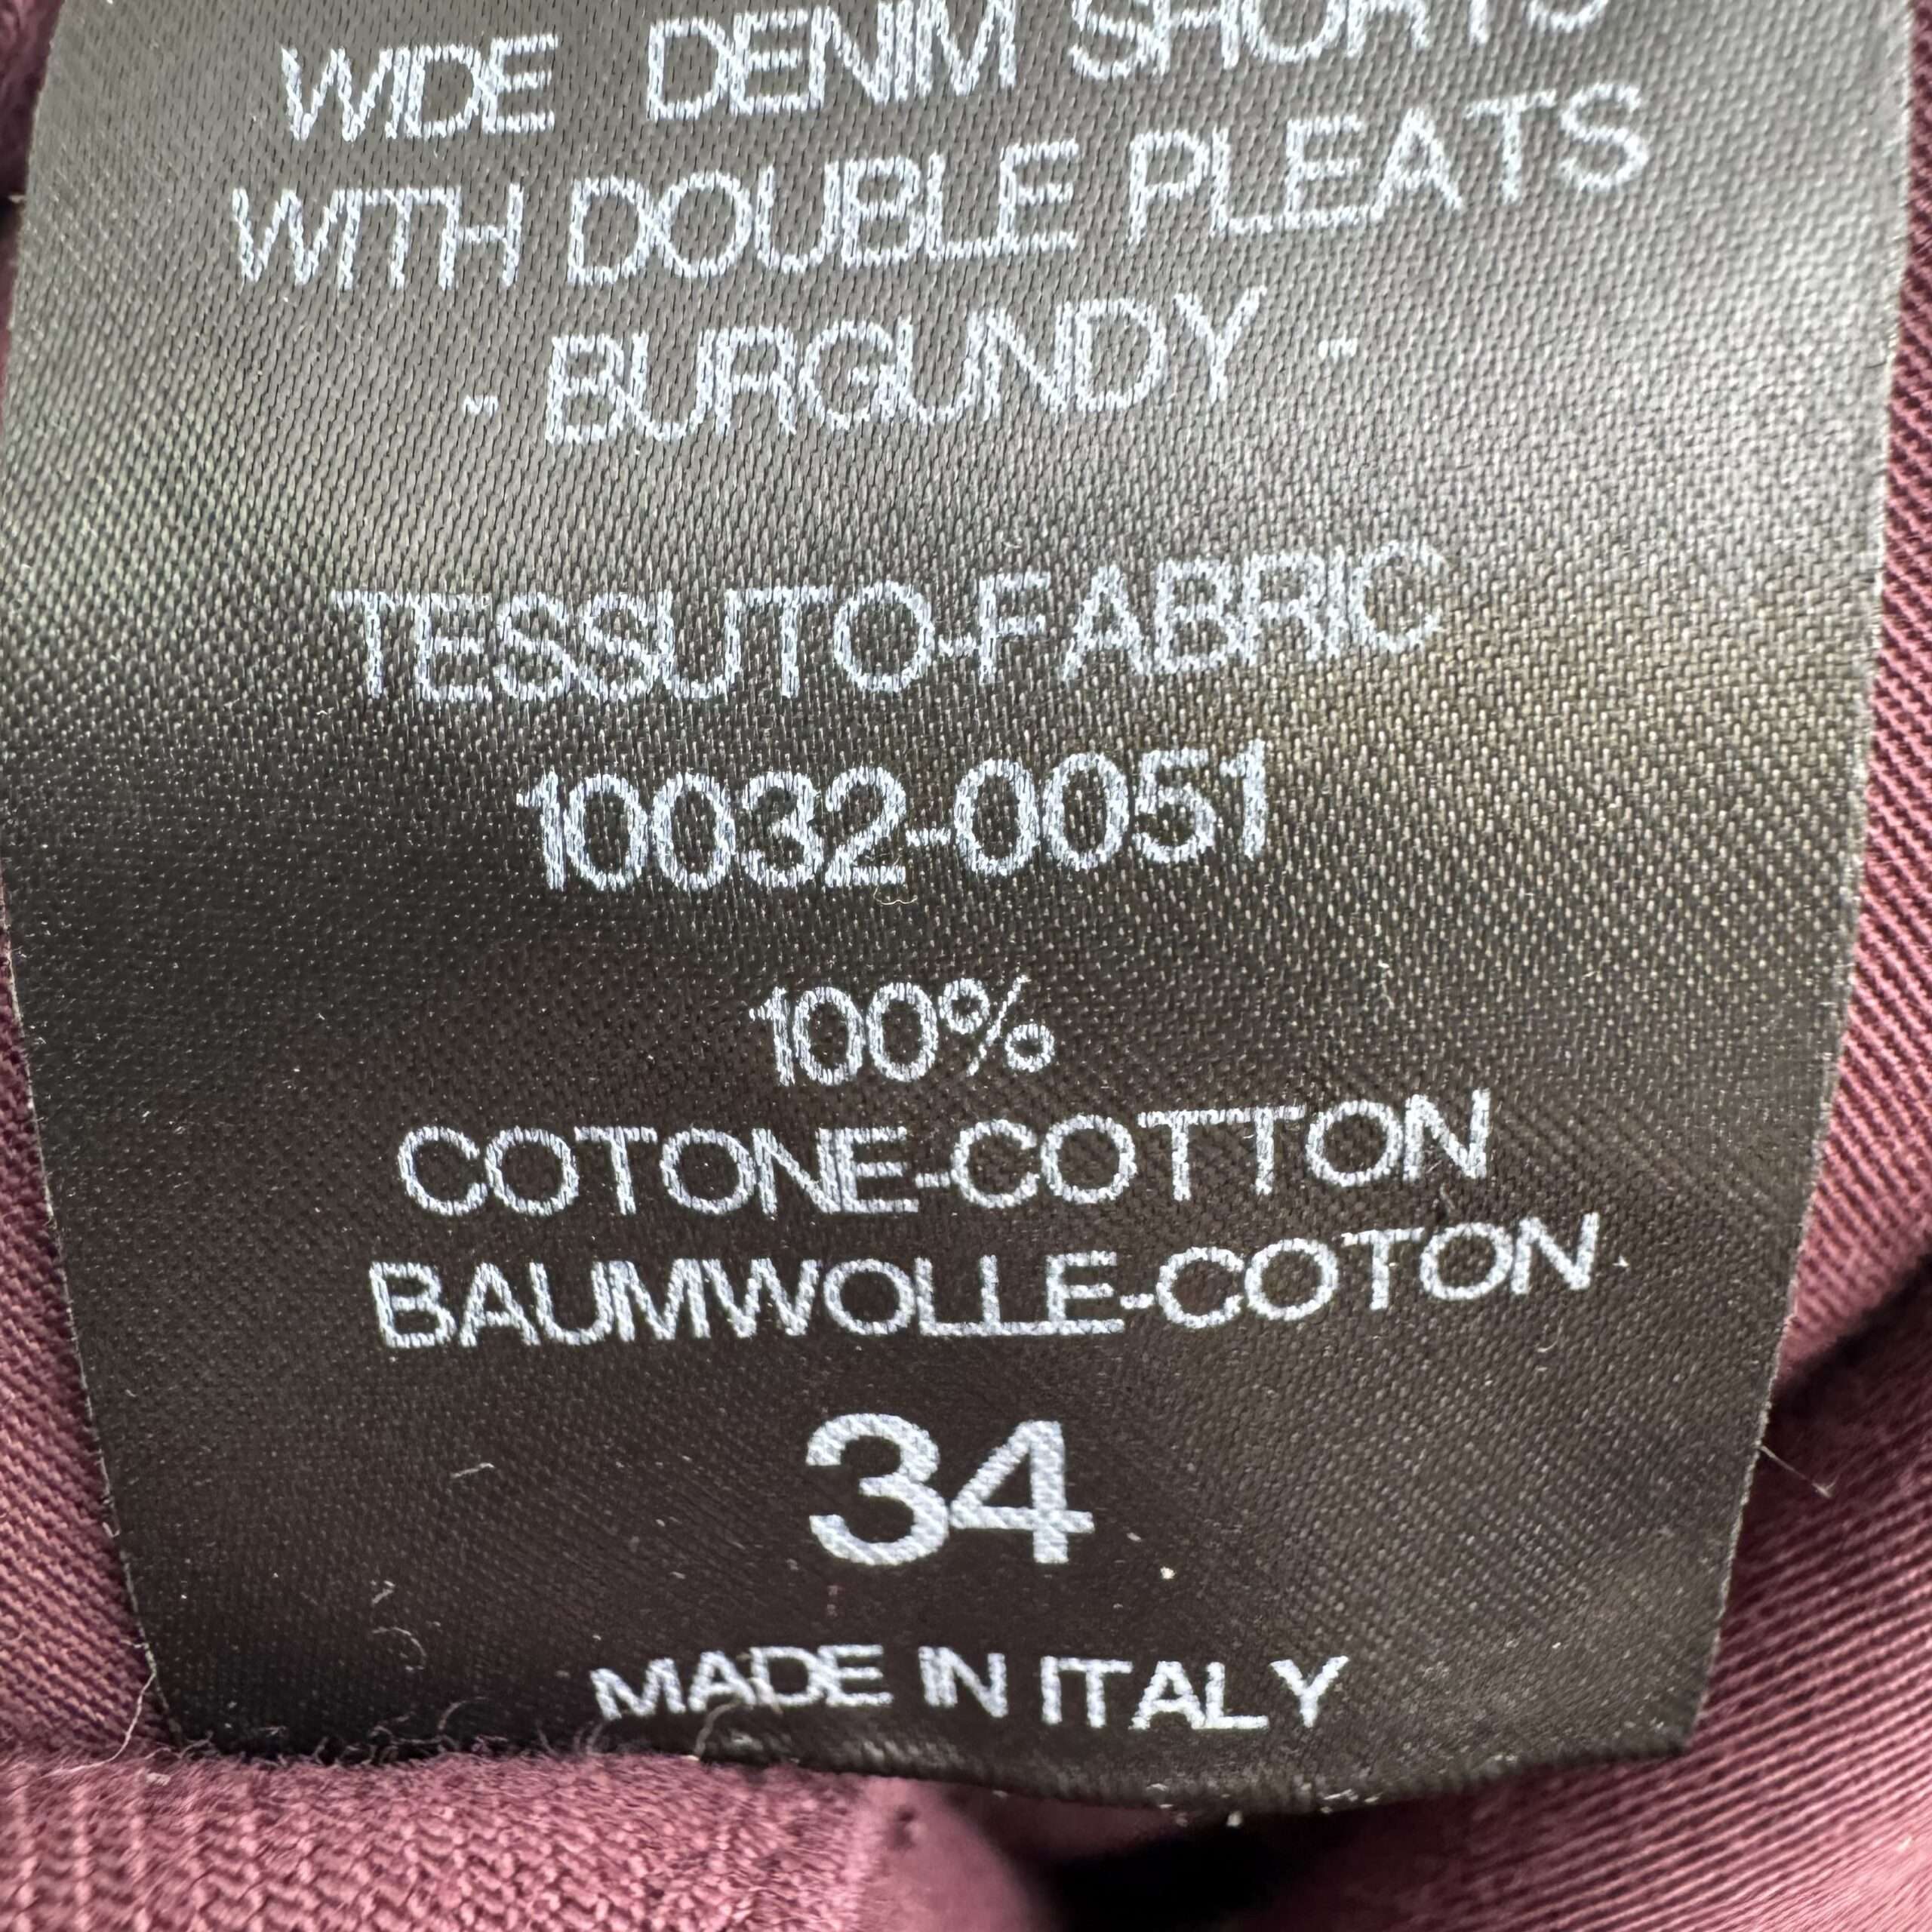 WIDE DENIM SHORTS
WITH DOUBLE PLEATS
- BURGUNDY -
TESSUTO-FABRIC
10032-0051
100%
COTONE-COTTON
BAUMWOLLE-COTON
34
MADE IN ITALY